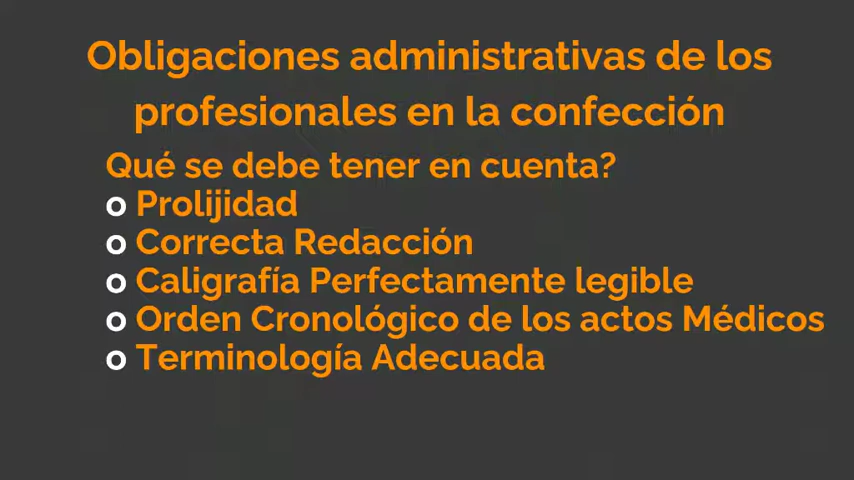 Obligaciones administrativas de los
profesionales en la confección
Qué se debe tener en cuenta?
o Prolijidad
o Correcta Redacción
o Caligrafía Perfectamente legible
o Orden Cronológico de los actos Médicos
o Terminología Adecuada